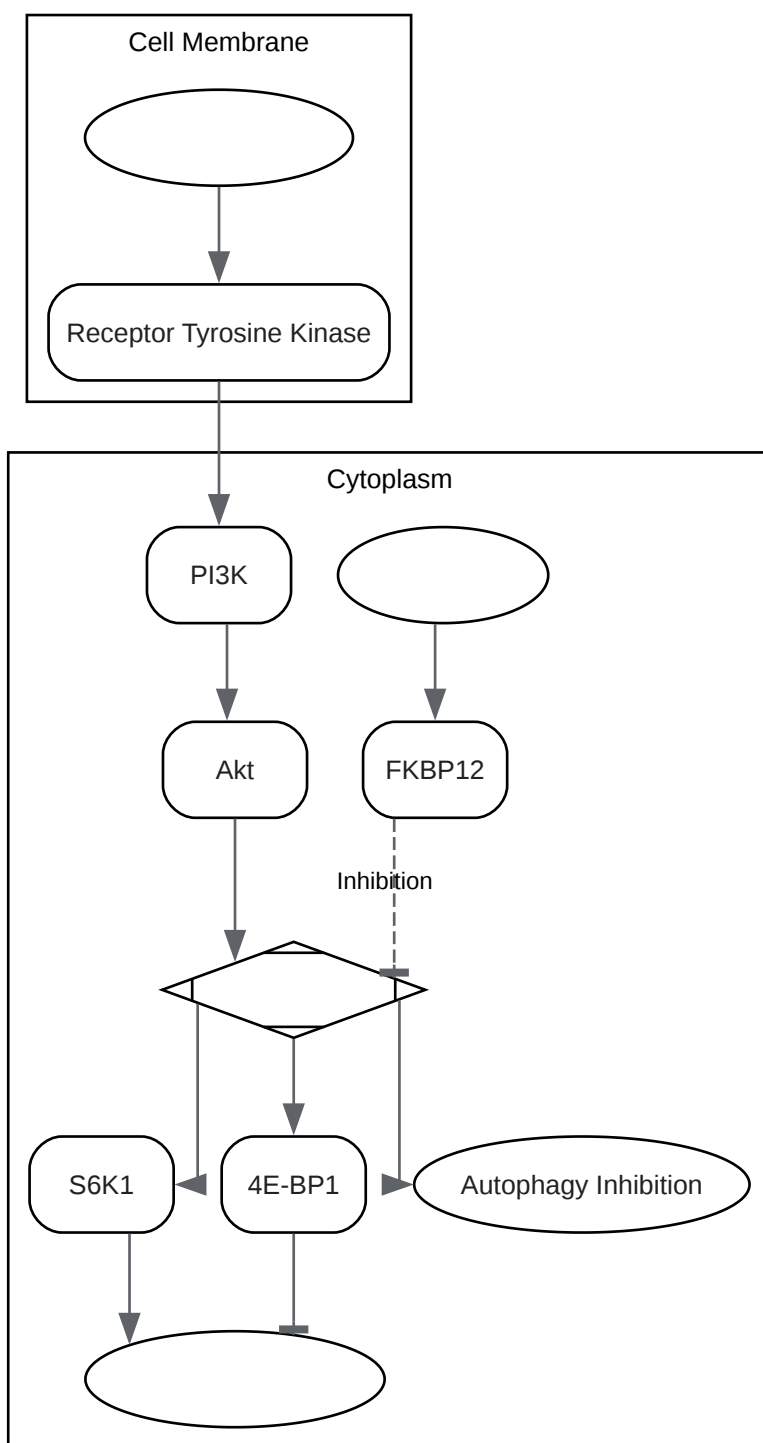 Cell Membrane
Receptor Tyrosine Kinase
Cytoplasm
PI3K
Akt
FKBP12
Inhibition
S6K1
4E-BP1
Autophagy Inhibition